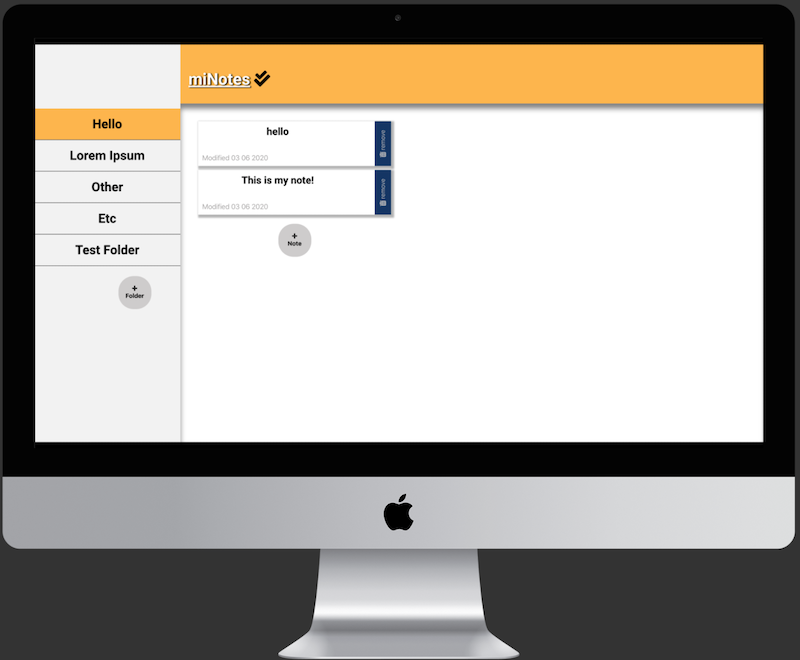 miNotes
Hello
Lorem Ipsum
Other
Etc
Test Folder
+
Folder
hello
Modified 03 06 2020
remove
This is my note!
Modified 03 06 2020
remove
+
Note